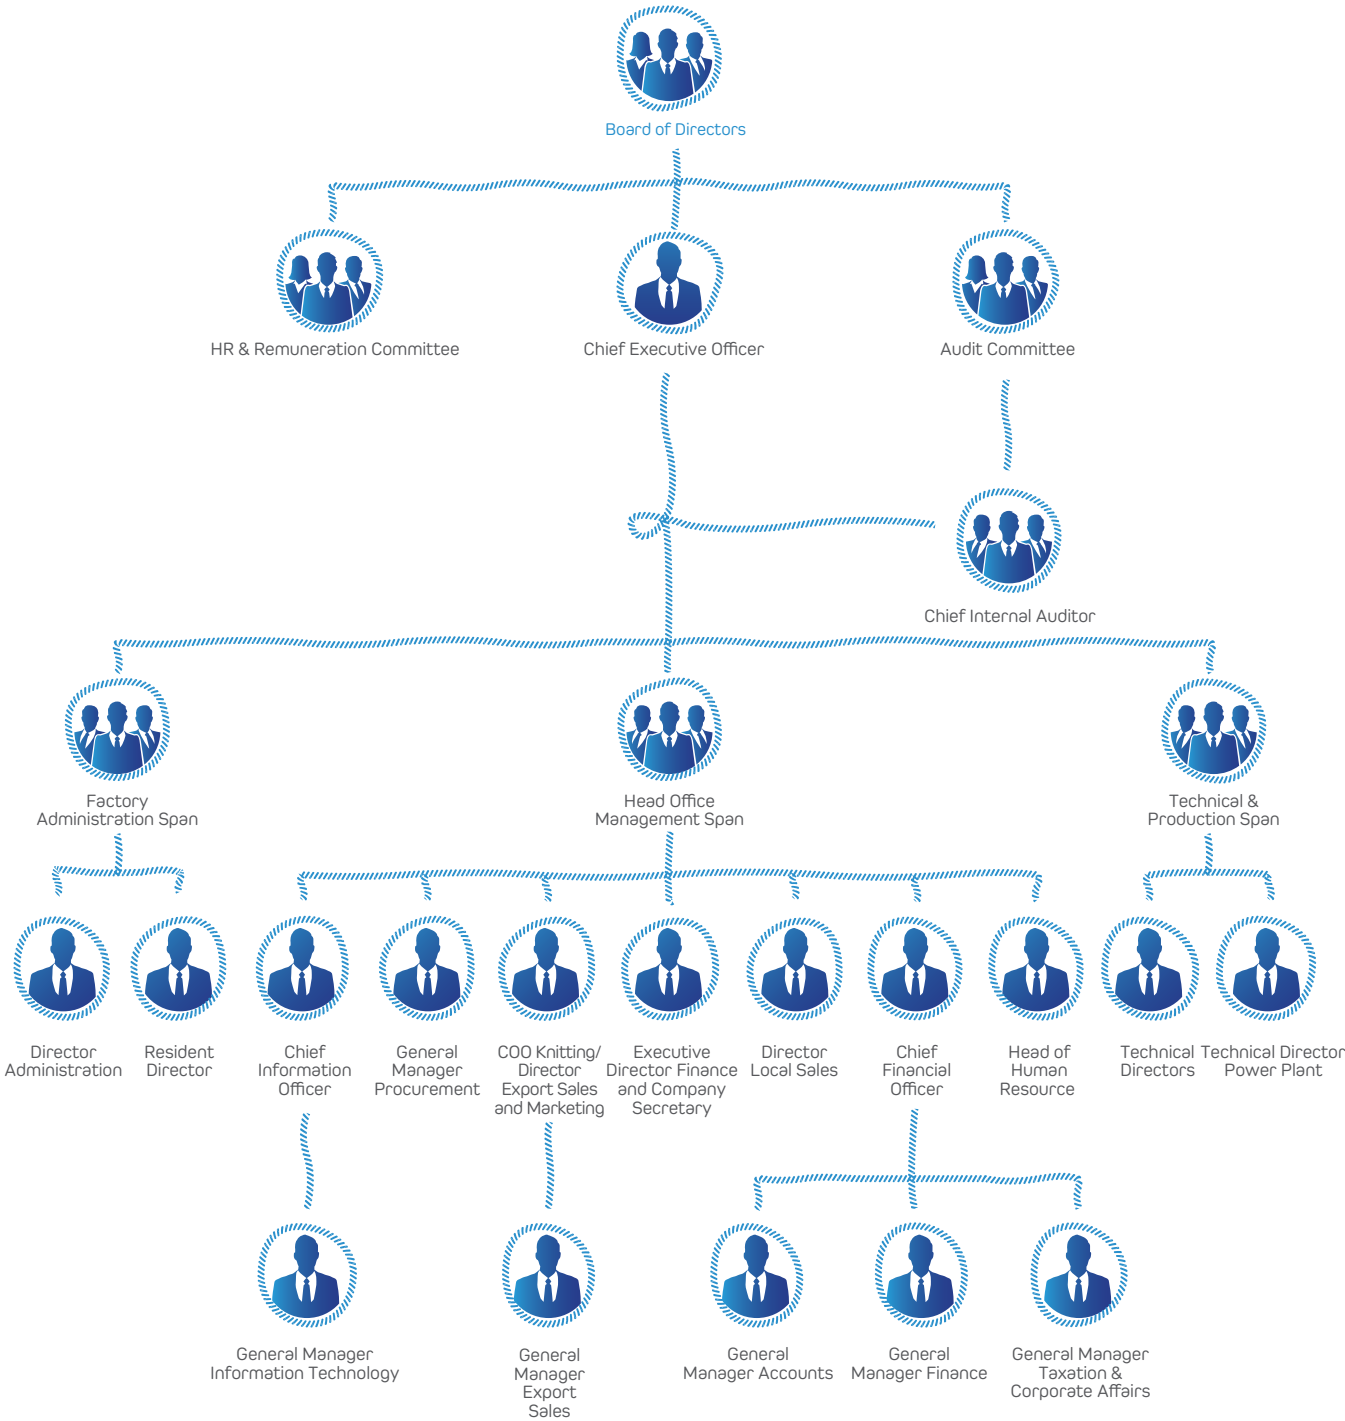 Board of Directors
HR & Remuneration Committee
Chief Executive Officer
Audit Committee
Chief Internal Auditor
Factory
Administration Span
Head Office
Management Span
Technical &
Production Span
Director
Administration
Resident
Director
Chief
Information
Officer
General
Manager
Procurement
COO Knitting/
Director
Export Sales
and Marketing
Executive
Director Finance
and Company
Secretary
Director
Local Sales
Chief
Financial
Officer
Head of
Human
Resource
Technical
Directors
Technical Director
Power Plant
General Manager
Information Technology
General
Manager
Export
Sales
General
Manager Accounts
General
Manager Finance
General Manager
Taxation &
Corporate Affairs